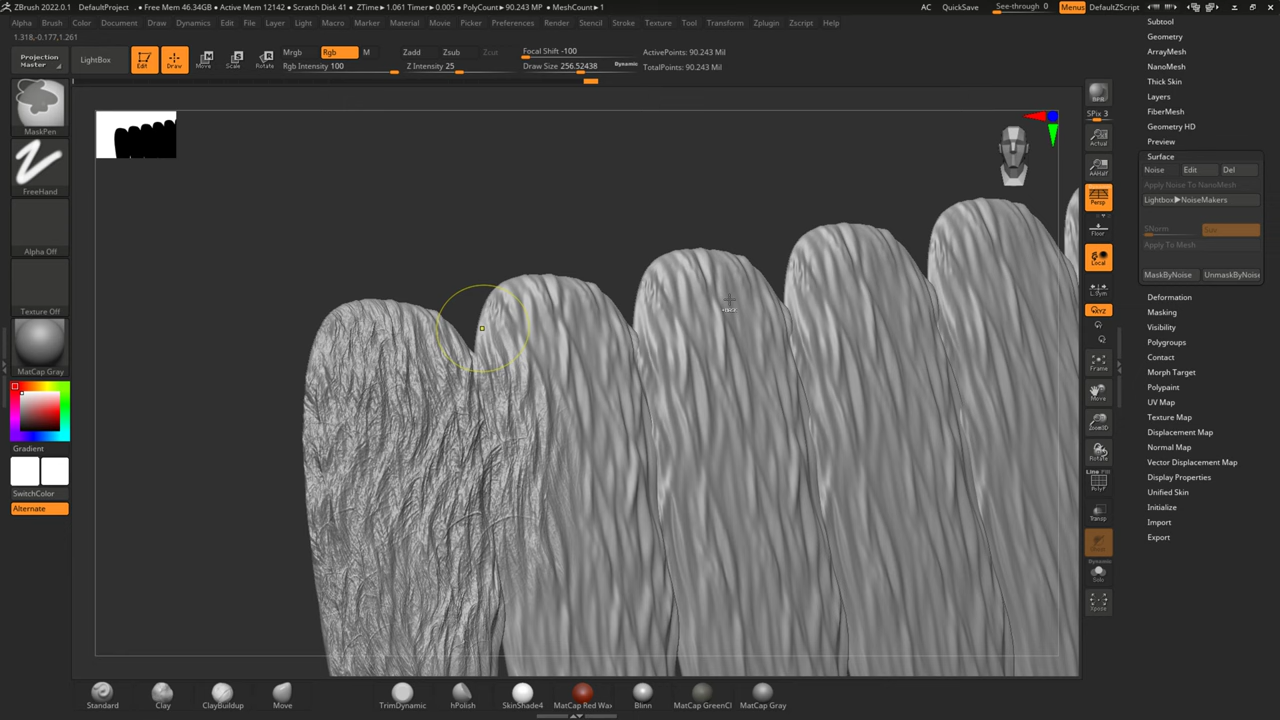 ZBrush 2022.0.1 DefaultProject • Free Mem 46.34GB • Active Mem 12142 • Scratch Disk 41 • ZTime▶1.061 Timer▶0.005 • PolyCount▶90.243 MP • MeshCount▶1 AC QuickSave See-through 0 Menus DefaultZScript
Alpha Brush Color Document Draw Dynamics Edit File Layer Light Macro Marker Material Movie Picker Preferences Render Stencil Stroke Texture Tool Transform Zplugin Zscript Help
1.318,-0.177,1.261
Projection Master
LightBox
Edit
Draw
Move
Scale
Rotate
Mrgb Rgb M
Rgb Intensity 100
Zadd Zsub Zcut
Z Intensity 25
Focal Shift -100
Draw Size 256.52438 Dynamic
ActivePoints: 90.243 Mil
TotalPoints: 90.243 Mil
MaskPen
FreeHand
Alpha Off
Texture Off
MatCap Gray
Gradient
SwitchColor
Alternate
BPR
SPix 3
Actual
AAHalf
Persp
Floor
Local
L.Sym
XYZ
Frame
Move
Zoom3D
Rotate
Line Fill
PolyF
Transp
Dynamic
Solo
Xpose
Subtool
Geometry
ArrayMesh
NanoMesh
Thick Skin
Layers
FiberMesh
Geometry HD
Preview
Surface
Noise Edit Del
Apply Noise To NanoMesh
Lightbox▶NoiseMakers
SNorm
Apply To Mesh
MaskByNoise UnmaskByNoise
Deformation
Masking
Visibility
Polygroups
Contact
Morph Target
Polypaint
UV Map
Texture Map
Displacement Map
Normal Map
Vector Displacement Map
Display Properties
Unified Skin
Initialize
Import
Export
Standard Clay ClayBuildup Move TrimDynamic hPolish SkinShade4 MatCap Red Wax Blinn MatCap GreenCl MatCap Gray